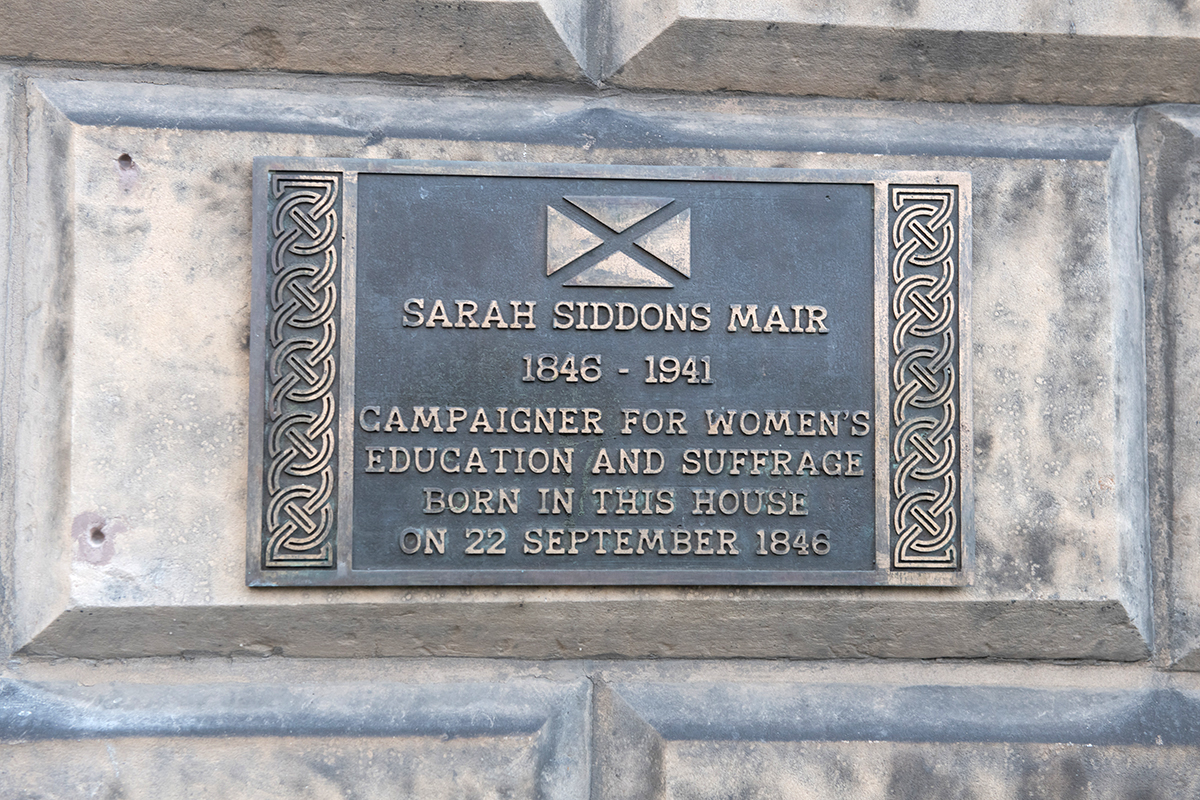 SARAH SIDDONS MAIR
1846 - 1941
CAMPAIGNER FOR WOMEN'S
EDUCATION AND SUFFRAGE
BORN IN THIS HOUSE
ON 22 SEPTEMBER 1846